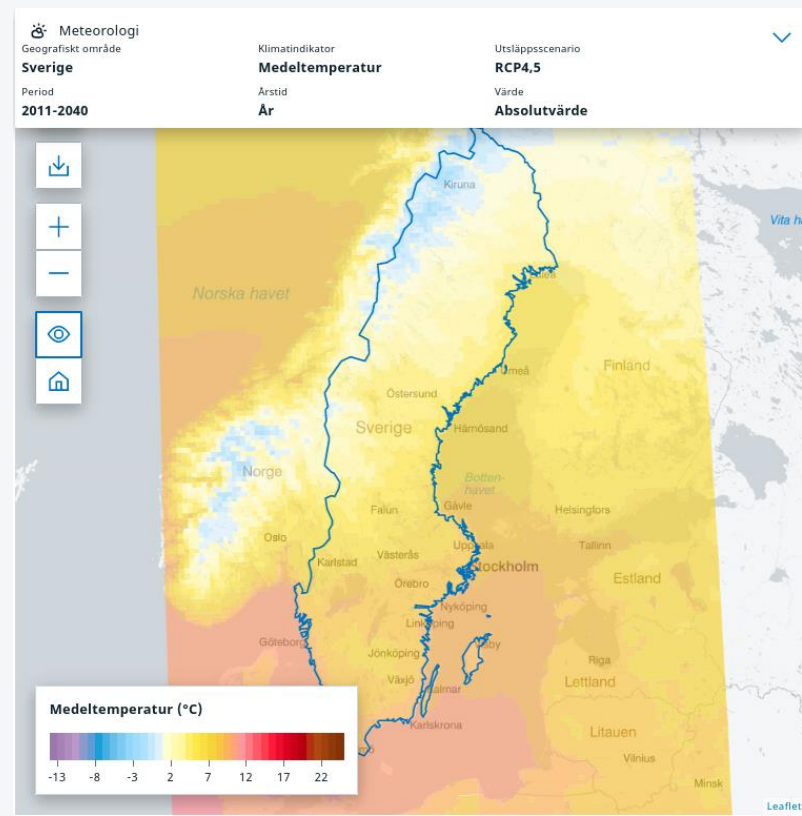 Meteorologi
Geografiskt område
Klimatindikator
Utsläppsscenario
Sverige
Medeltemperatur
RCP4,5
Period
Årstid
Värde
2011-2040
År
Absolutvärde
Kiruna
Vita h
Norska havet
Finland
Umeå
Östersund
Sverige
Härnösand
Norge
Botten-
havet
Gävle
Falun
Helsingfors
Oslo
Uppsala
Tallinn
Västerås
Karlstad
Stockholm
Estland
Örebro
Nyköping
Linköping
Göteborg
Visby
Jönköping
Riga
Växjö
Lettland
Kalmar
Karlskrona
Litauen
Vilnius
Minsk
Medeltemperatur (°C)
-13 -8 -3 2 7 12 17 22
Leaflet